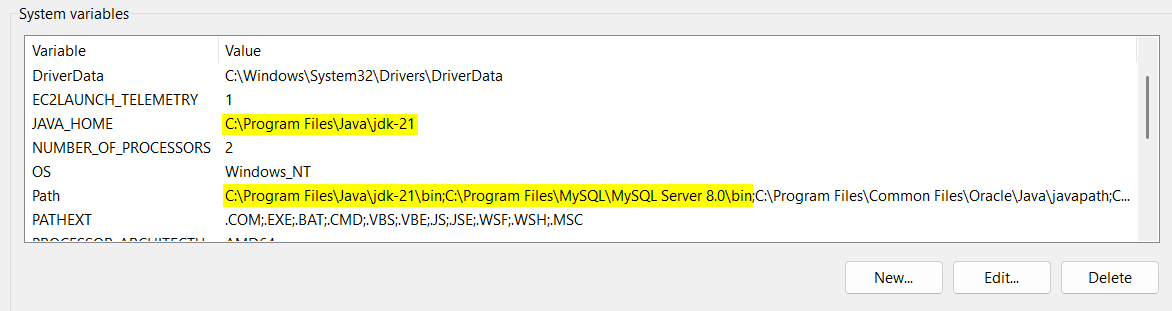 System variables
Variable Value
DriverData C:\Windows\System32\Drivers\DriverData
EC2LAUNCH_TELEMETRY 1
JAVA_HOME C:\Program Files\Java\jdk-21
NUMBER_OF_PROCESSORS 2
OS Windows_NT
Path C:\Program Files\Java\jdk-21\bin;C:\Program Files\MySQL\MySQL Server 8.0\bin;C:\Program Files\Common Files\Oracle\Java\javapath;C...
PATHEXT .COM;.EXE;.BAT;.CMD;.VBS;.VBE;.JS;.JSE;.WSF;.WSH;.MSC
New... Edit... Delete